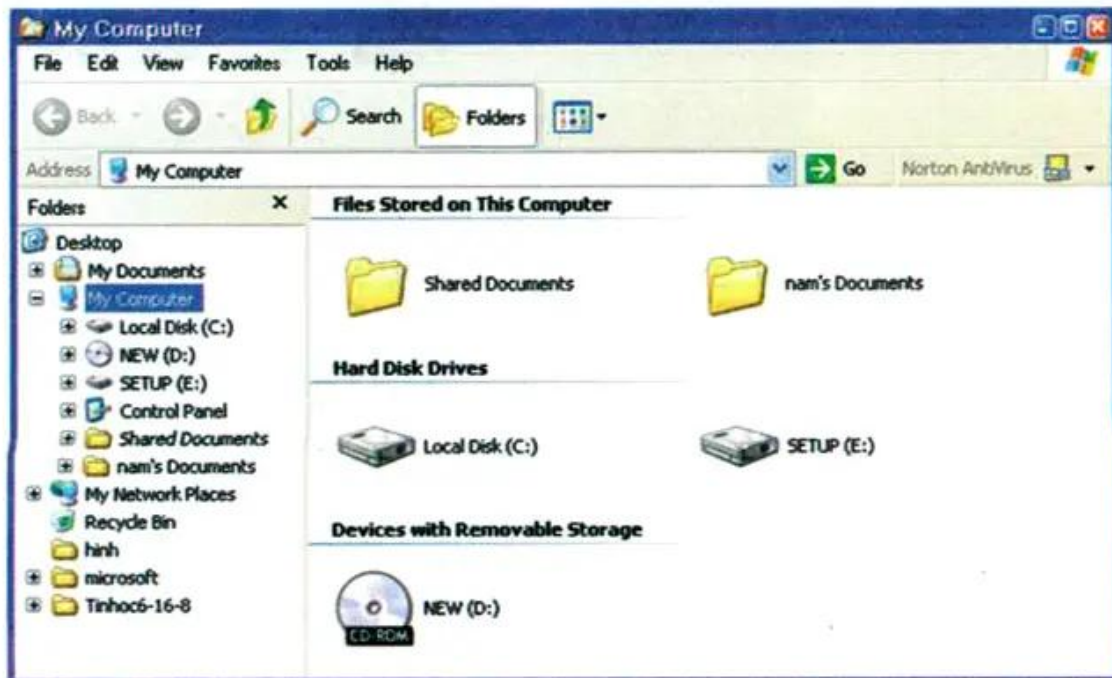 My Computer
File Edit View Favorites Tools Help
Back Search Folders
Address My Computer Go Norton AntiVirus
Folders
Desktop
My Documents
My Computer
Local Disk (C:)
NEW (D:)
SETUP (E:)
Control Panel
Shared Documents
nam's Documents
My Network Places
Recycle Bin
hinh
microsoft
Tinhoc6-16-8
Files Stored on This Computer
Shared Documents nam's Documents
Hard Disk Drives
Local Disk (C:) SETUP (E:)
Devices with Removable Storage
NEW (D:)
CD-ROM